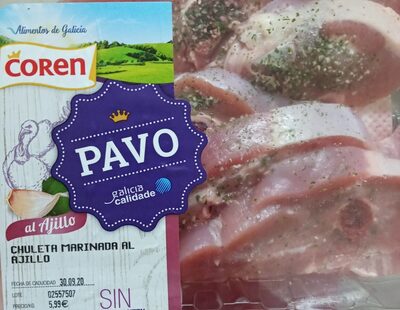 Alimentos de Galicia
COREN
PAVO
galicia
calidade
al Ajillo
CHULETA MARINADA AL
AJILLO
FECHA DE CADUCIDAD 30.09.20
LOTE 02557507
5,99€
SIN